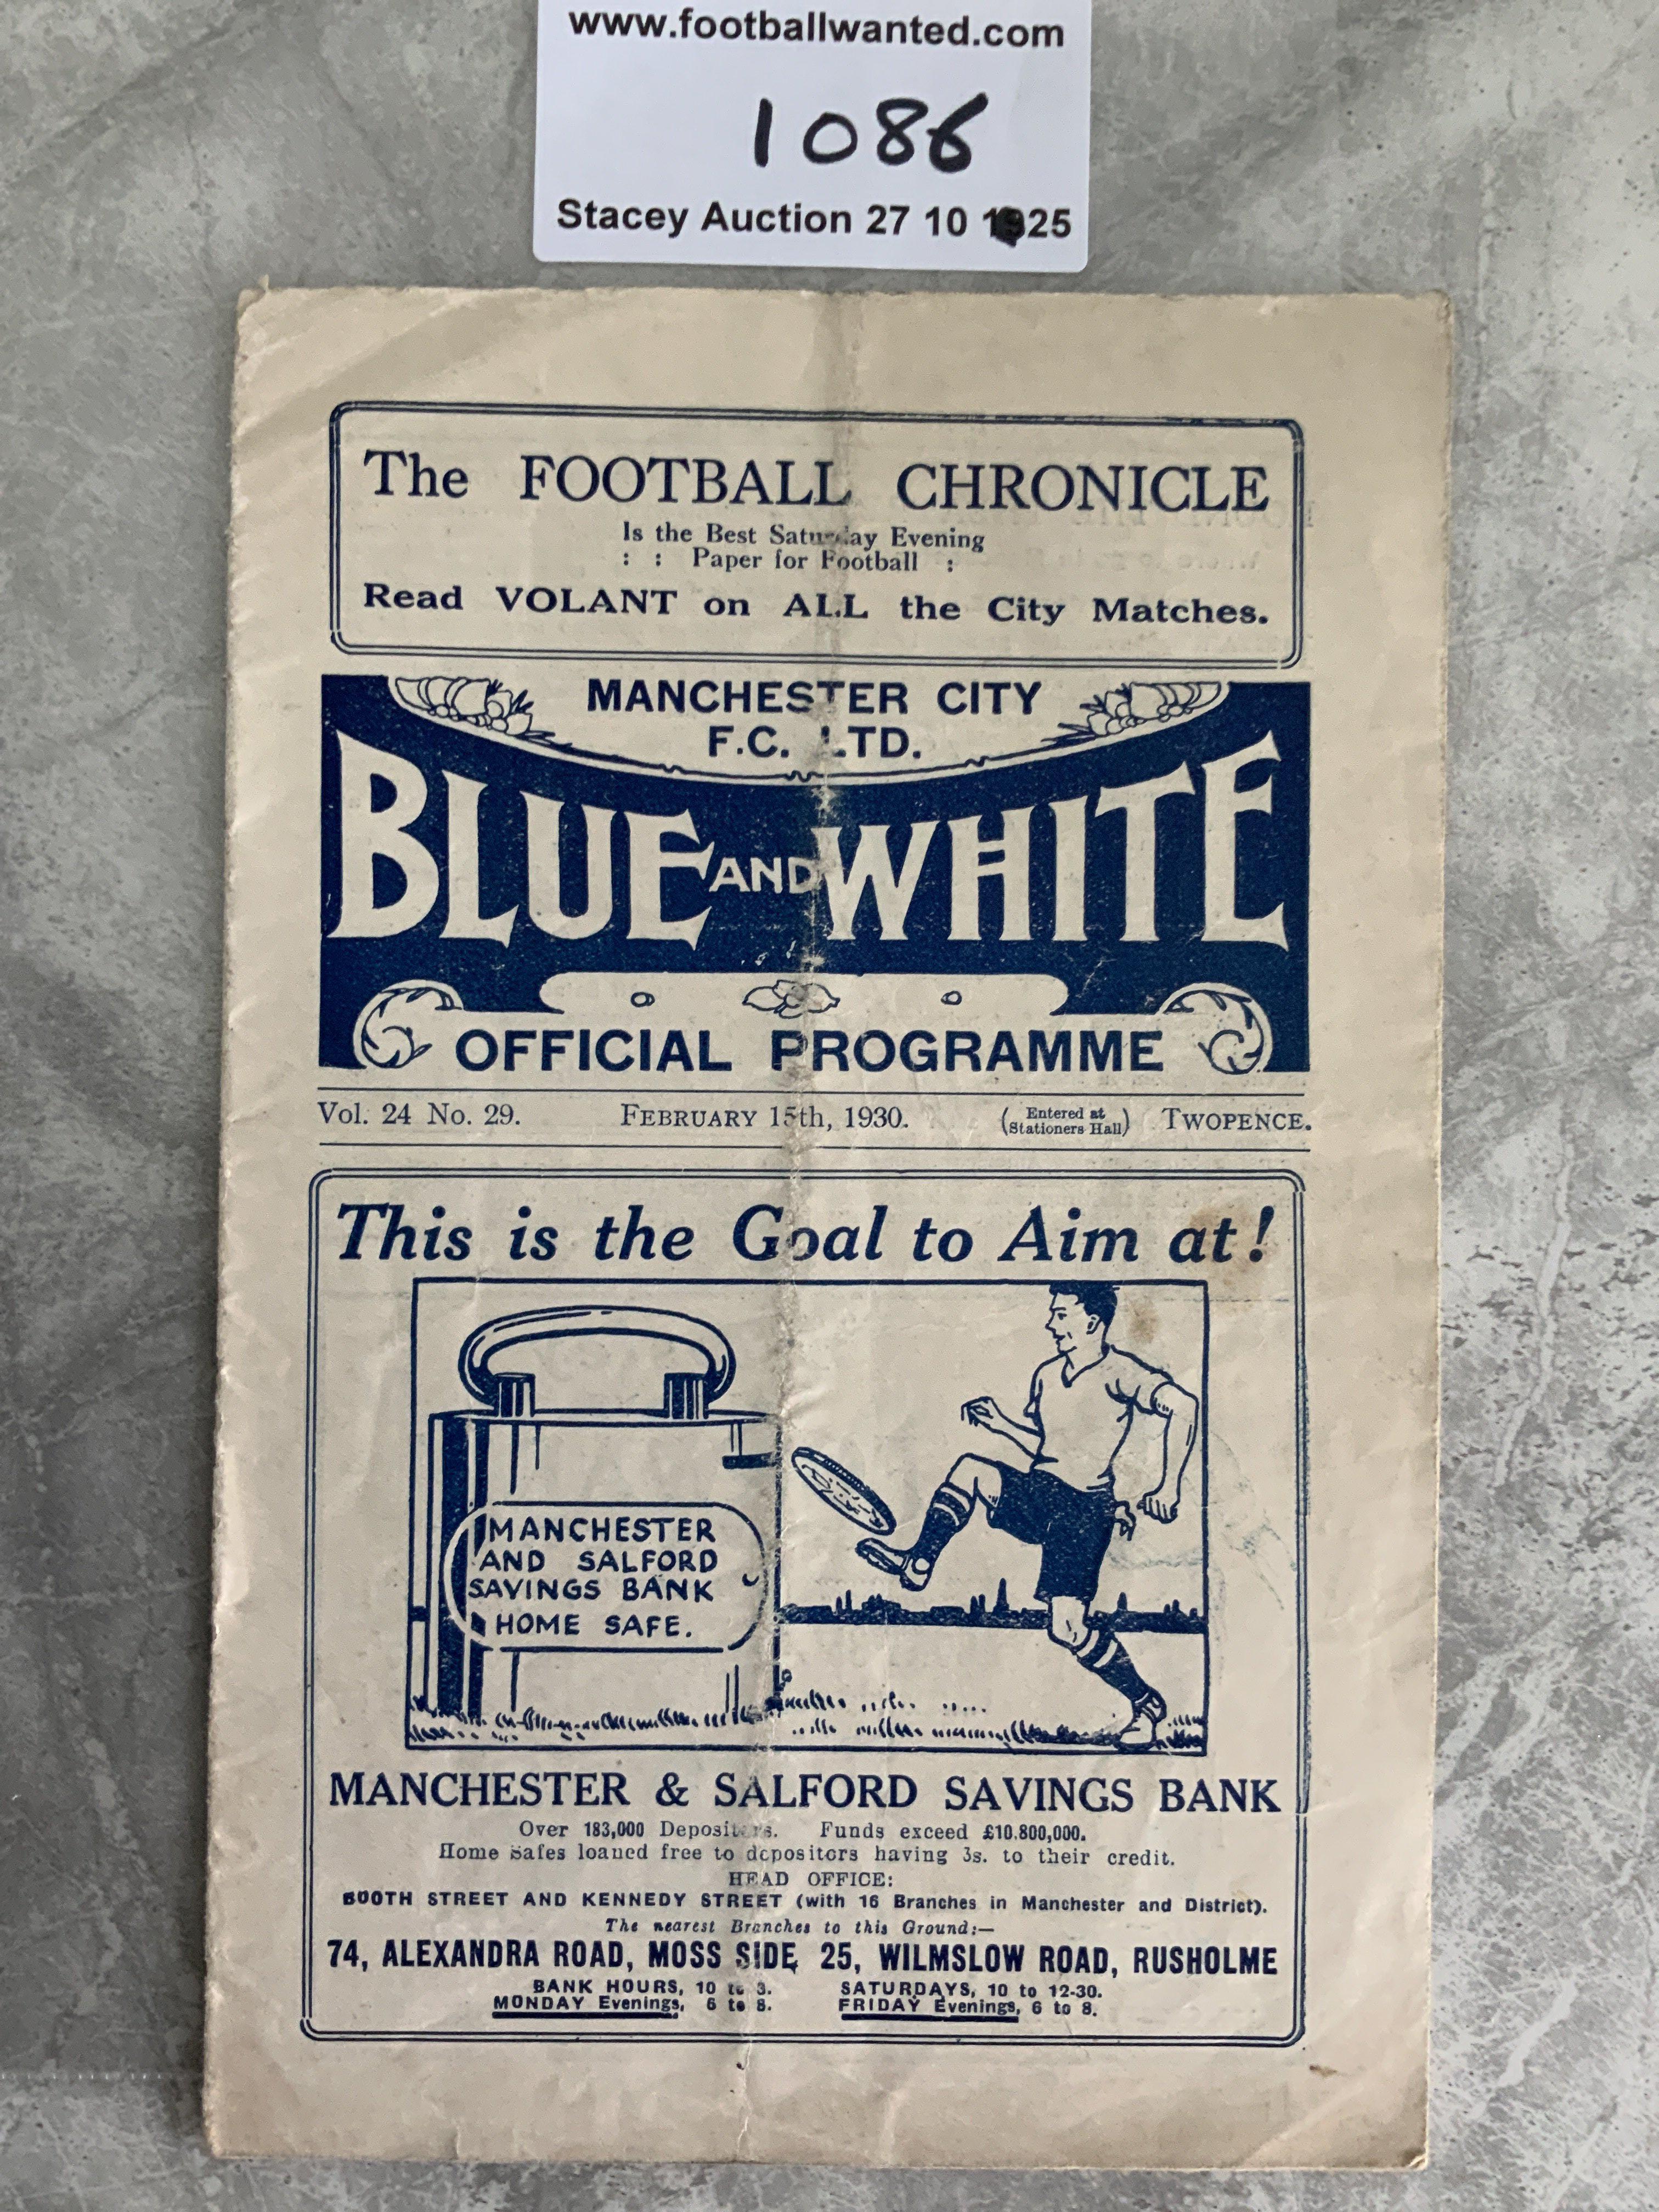 www.footballwanted.com
1086
Stacey Auction 27 10 1925
The FOOTBALL CHRONICLE
Is the Best Saturday Evening
: : Paper for Football :
Read VOLANT on ALL the City Matches.
MANCHESTER CITY
F.C. LTD.
BLUE AND WHITE
OFFICIAL PROGRAMME
Vol. 24 No. 29. FEBRUARY 15th, 1930. (Entered at Stationers Hall) TWOPENCE.
This is the Goal to Aim at!
MANCHESTER
AND SALFORD
SAVINGS BANK
HOME SAFE.
MANCHESTER & SALFORD SAVINGS BANK
Over 183,000 Depositors. Funds exceed £10,800,000.
Home Safes loaned free to depositors having 3s. to their credit.
HEAD OFFICE:
BOOTH STREET AND KENNEDY STREET (with 16 Branches in Manchester and District).
The nearest Branches to this Ground:—
74, ALEXANDRA ROAD, MOSS SIDE, 25, WILMSLOW ROAD, RUSHOLME
BANK HOURS, 10 to 3. SATURDAYS, 10 to 12-30.
MONDAY Evenings, 6 to 8. FRIDAY Evenings, 6 to 8.